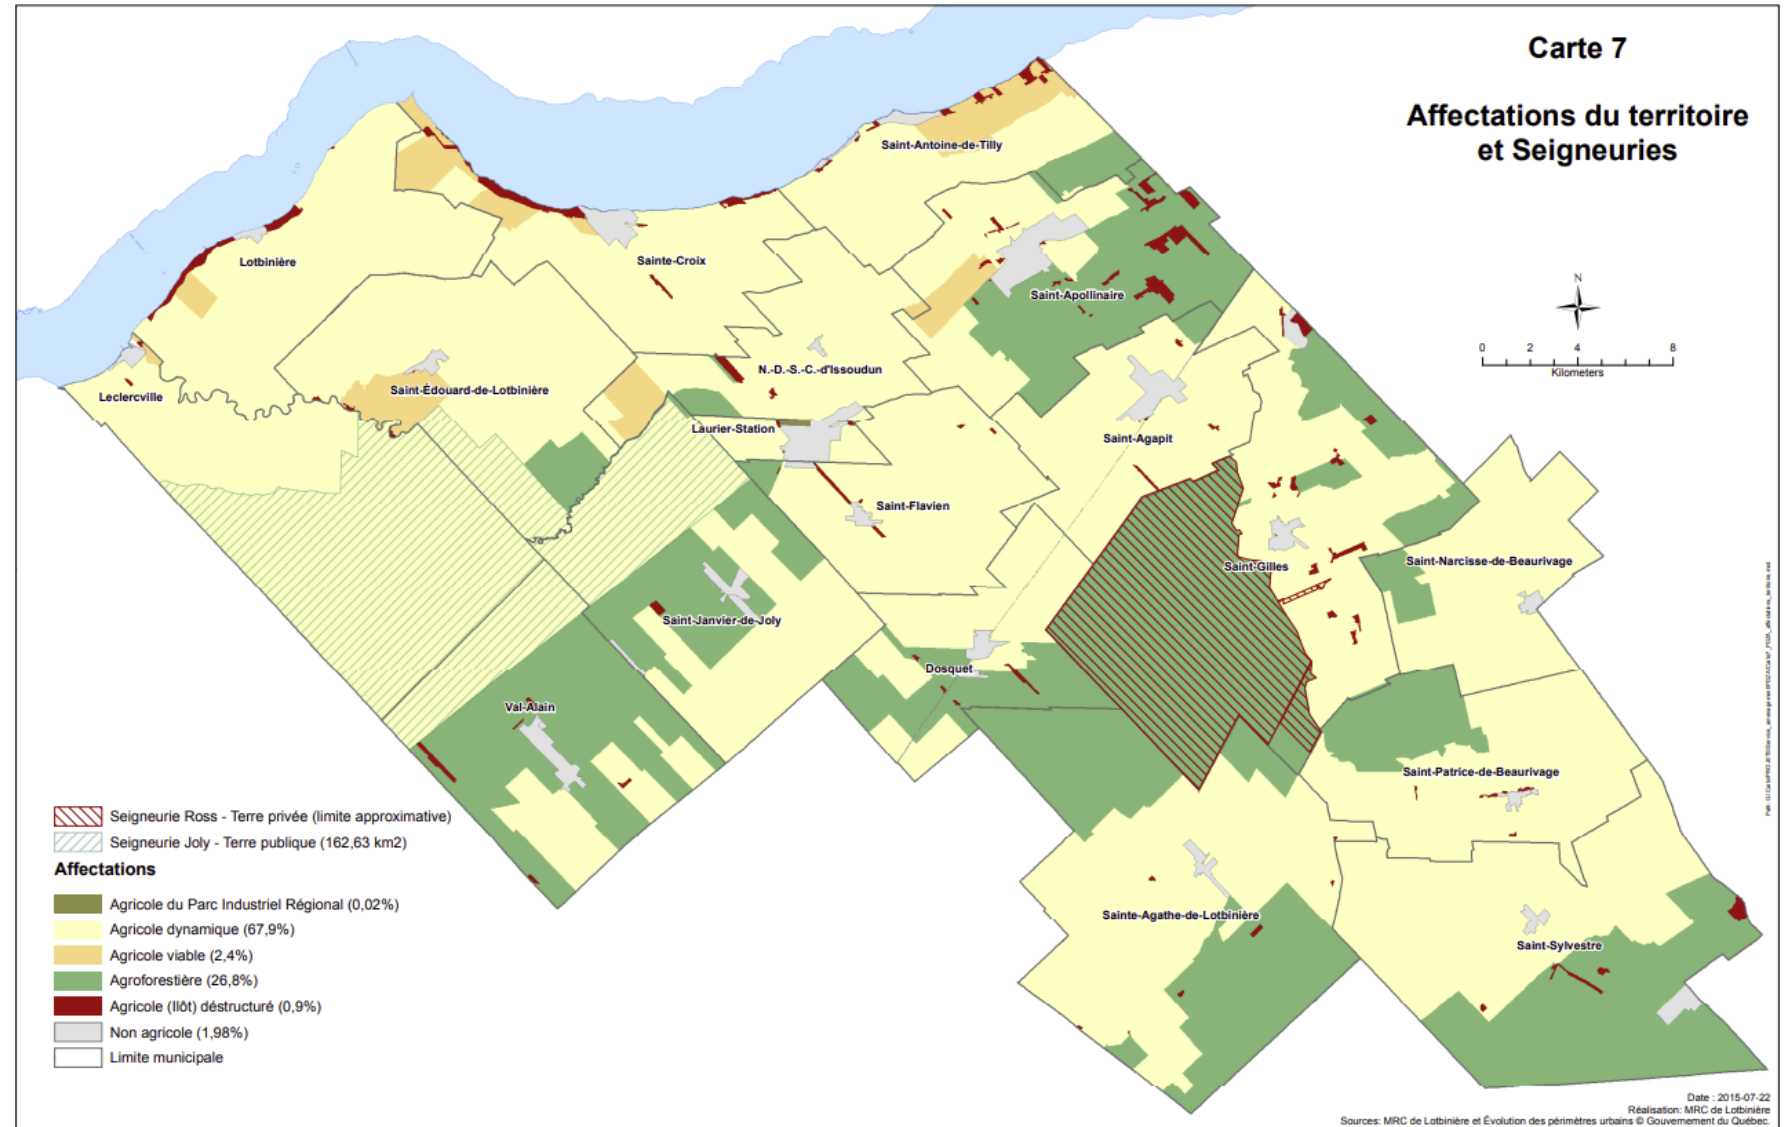 Carte 7
Affectations du territoire
et Seigneuries
Saint-Antoine-de-Tilly
Lotbinière
Sainte-Croix
Saint-Apollinaire
N
0 2 4 8
Kilometers
N.-D.-S.-C.-d'Issoudun
Saint-Édouard-de-Lotbinière
Leclercville
Laurier-Station
Saint-Agapit
Saint-Flavien
Saint-Gilles
Saint-Narcisse-de-Beaurivage
Saint-Janvier-de-Joly
Dosquet
Val-Alain
Saint-Patrice-de-Beaurivage
Sainte-Agathe-de-Lotbinière
Saint-Sylvestre
Seigneurie Ross - Terre privée (limite approximative)
Seigneurie Joly - Terre publique (162,63 km2)
Affectations
Agricole du Parc Industriel Régional (0,02%)
Agricole dynamique (67,9%)
Agricole viable (2,4%)
Agroforestière (26,8%)
Agricole (Ilôt) déstructuré (0,9%)
Non agricole (1,98%)
Limite municipale
Date : 2015-07-22
Réalisation: MRC de Lotbinière
Sources: MRC de Lotbinière et Évolution des périmètres urbains © Gouvernement du Québec.